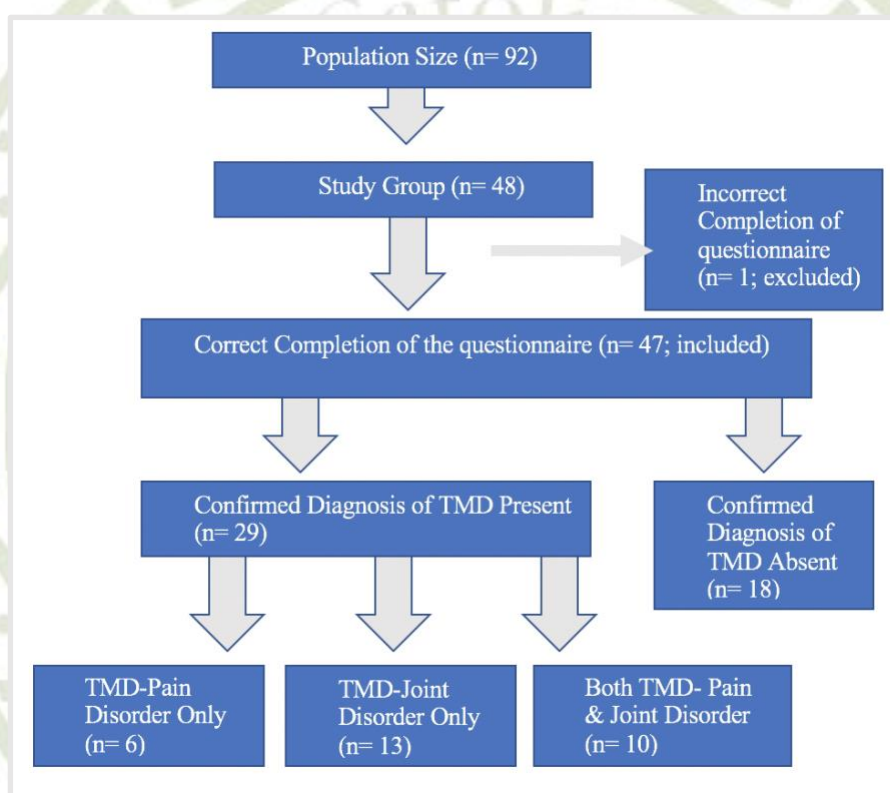 Population Size (n= 92)
Study Group (n= 48)
Incorrect
Completion of
questionnaire
(n= 1; excluded)
Correct Completion of the questionnaire (n= 47; included)
Confirmed Diagnosis of TMD Present
(n= 29)
Confirmed
Diagnosis of
TMD Absent
(n= 18)
TMD-Pain
Disorder Only
(n= 6)
TMD-Joint
Disorder Only
(n= 13)
Both TMD- Pain
& Joint Disorder
(n= 10)